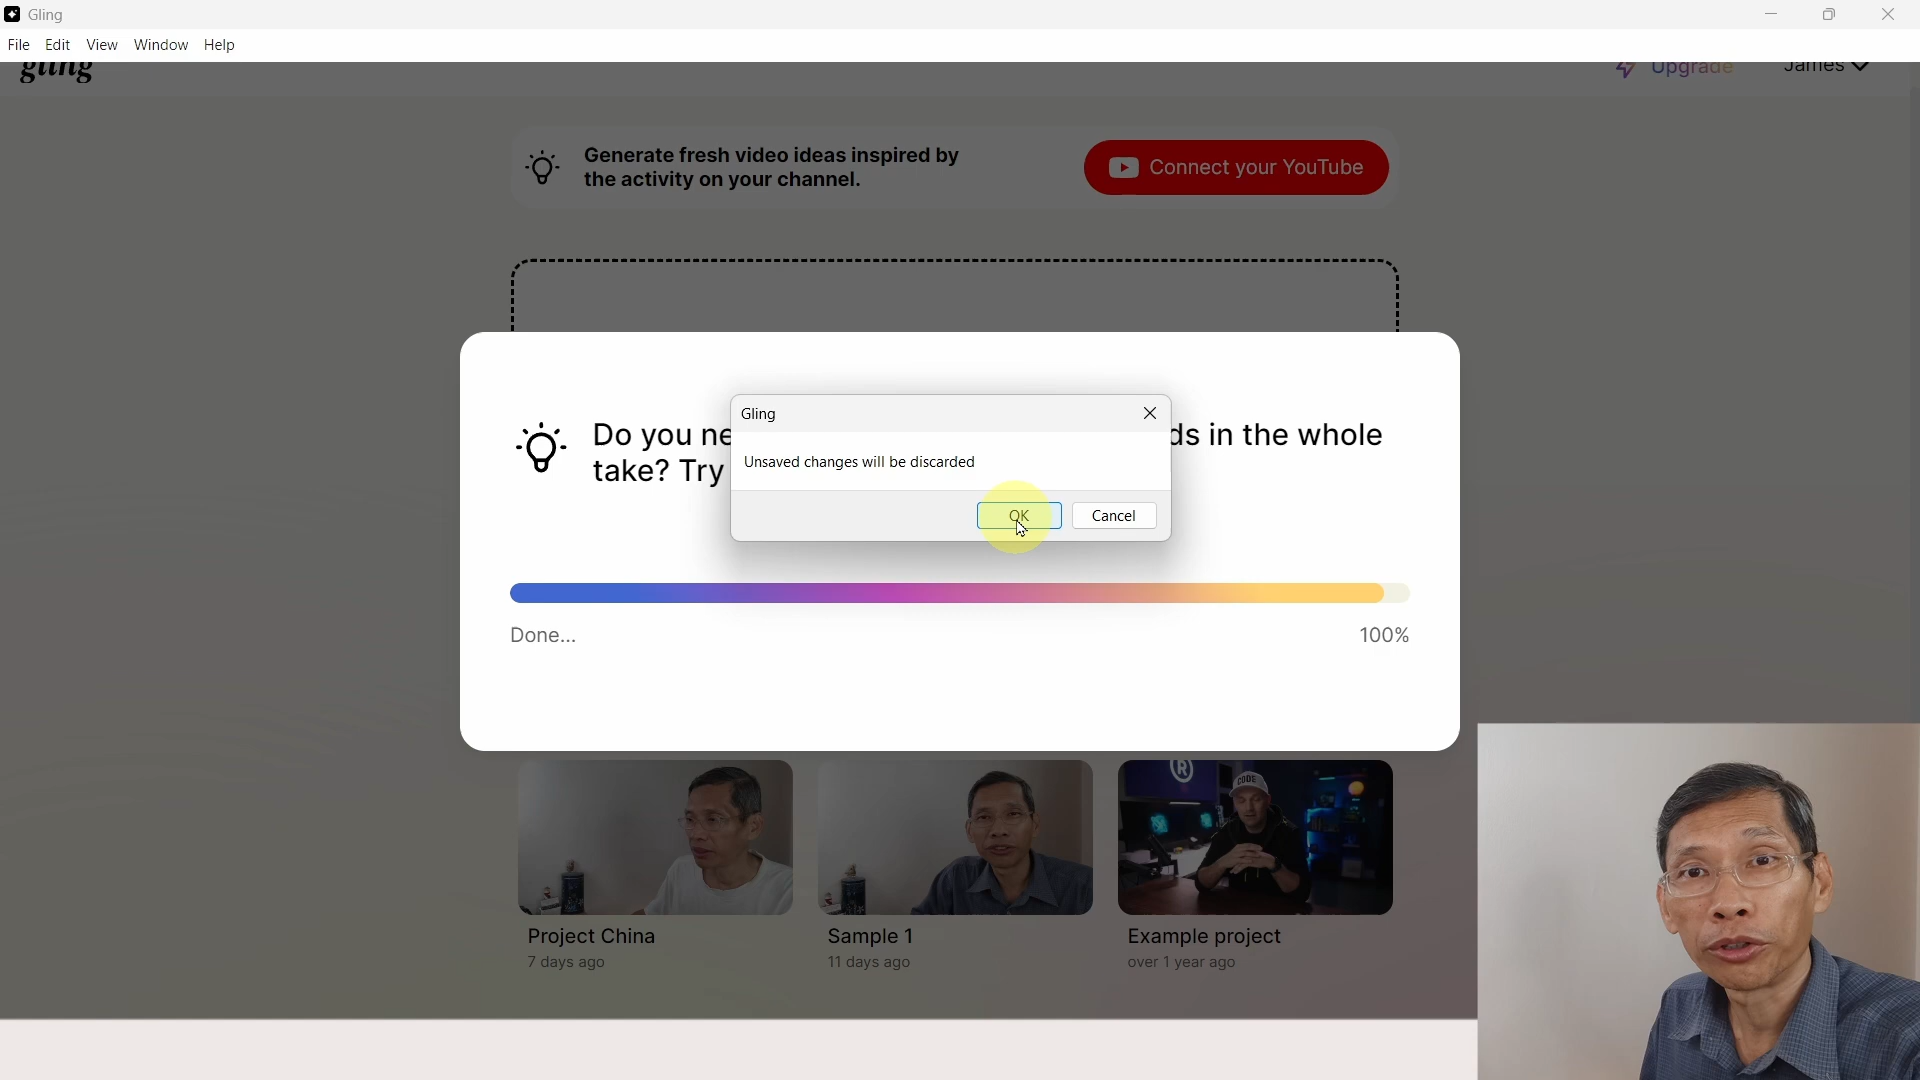 Gling
File Edit View Window Help
gling
Upgrade James
Generate fresh video ideas inspired by
the activity on your channel.
Connect your YouTube
Do you ne
ds in the whole
take? Try
Gling
Unsaved changes will be discarded
OK Cancel
Done... 100%
R
CODE
Project China
7 days ago
Sample 1
11 days ago
Example project
over 1 year ago